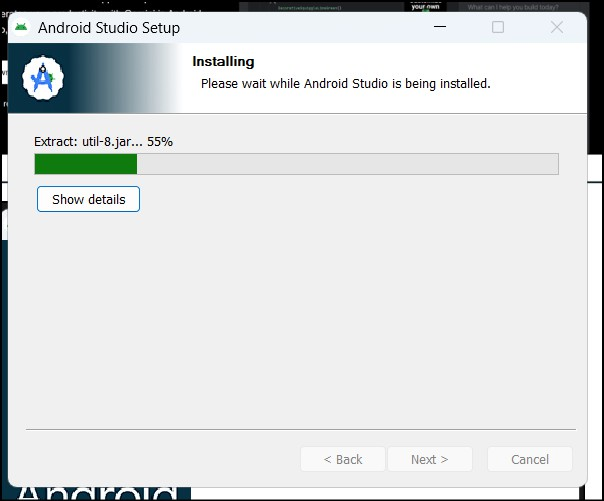 your own
What can I help you build today?
Android Studio Setup
Installing
Please wait while Android Studio is being installed.
Extract: util-8.jar... 55%
Show details
< Back
Next >
Cancel
Android